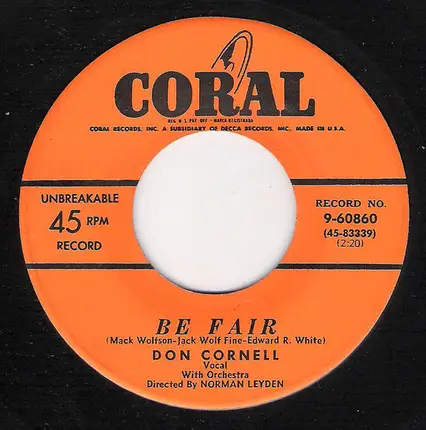 CORAL
REG. U.S. PAT. OFF. - MARCA REGISTRADA
CORAL RECORDS, INC. A SUBSIDIARY OF DECCA RECORDS, INC., MADE IN U.S.A.
UNBREAKABLE
45 RPM
RECORD
RECORD NO.
9-60860
(45-83339)
(2:20)
BE FAIR
(Mack Wolfson-Jack Wolf Fine-Edward R. White)
DON CORNELL
Vocal
With Orchestra
Directed By NORMAN LEYDEN